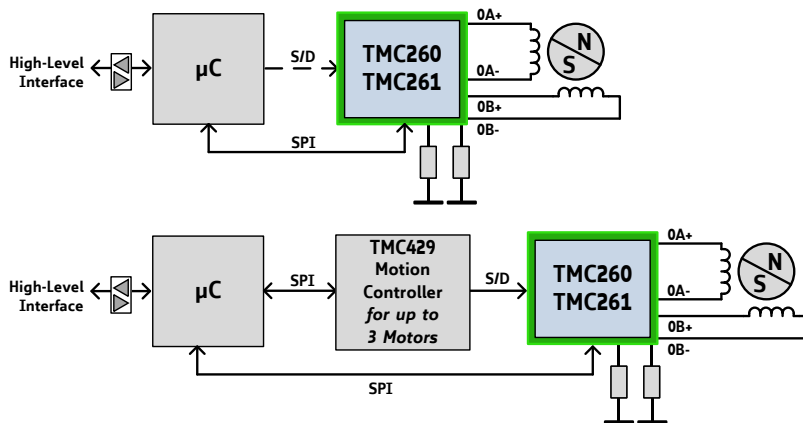 High-Level
Interface
µC
S/D
TMC260
TMC261
0A+
0A-
0B+
0B-
N
S
SPI
High-Level
Interface
µC
SPI
TMC429
Motion
Controller
for up to
3 Motors
S/D
TMC260
TMC261
0A+
0A-
0B+
0B-
N
S
SPI